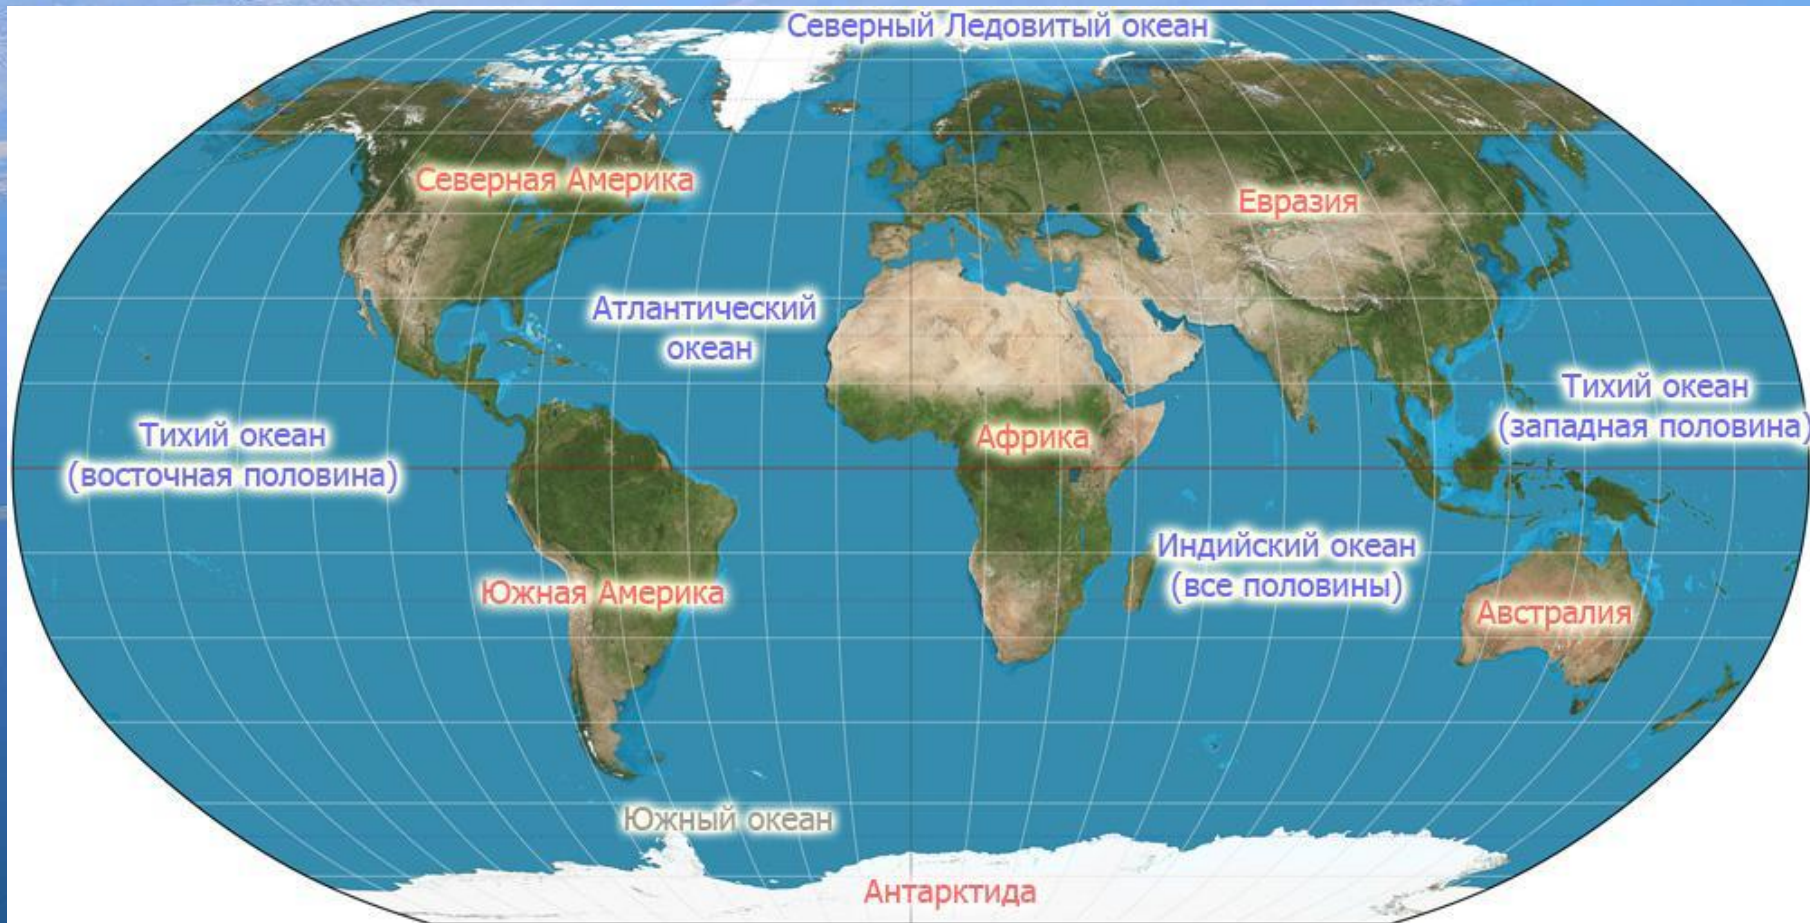 Северный Ледовитый океан
Северная Америка
Евразия
Атлантический
океан
Тихий океан
(западная половина)
Тихий океан
(восточная половина)
Африка
Индийский океан
(все половины)
Южная Америка
Австралия
Южный океан
Антарктида